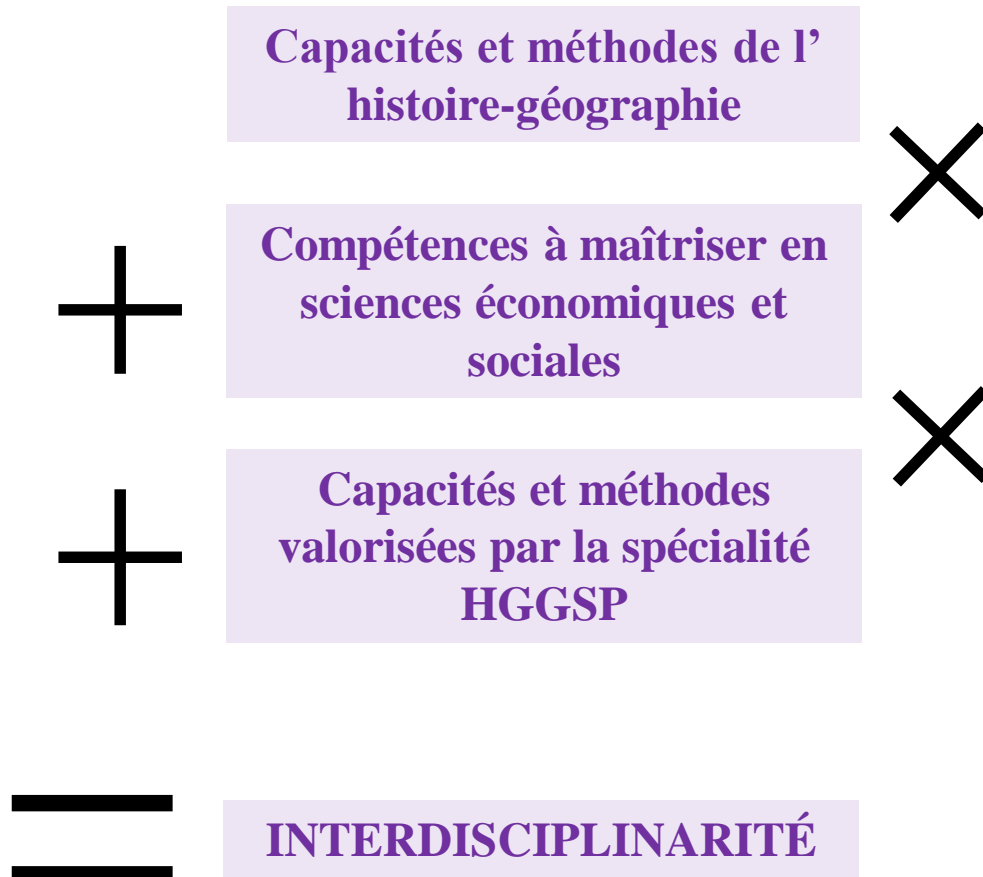 Capacités et méthodes de l’
histoire-géographie
Compétences à maîtriser en
sciences économiques et
sociales
Capacités et méthodes
valorisées par la spécialité
HGGSP
INTERDISCIPLINARITÉ